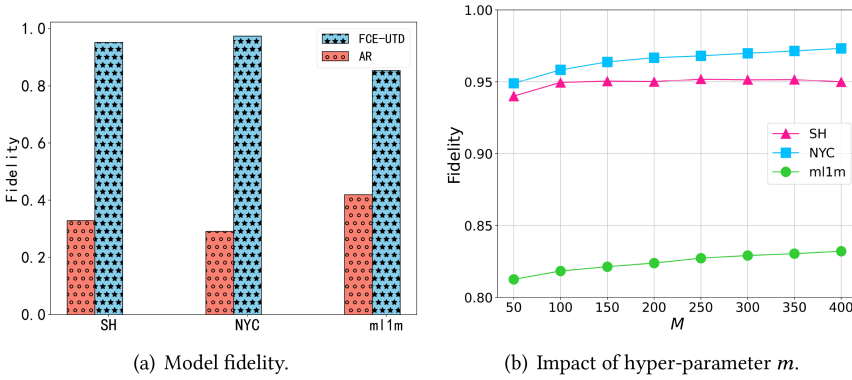 1.0
0.8
0.6
0.4
0.2
0.0
Fidelity
FCE-UTD
AR
SH NYC ml1m
(a) Model fidelity.
1.00
0.95
0.90
0.85
0.80
Fidelity
SH
NYC
ml1m
50 100 150 200 250 300 350 400
M
(b) Impact of hyper-parameter m.